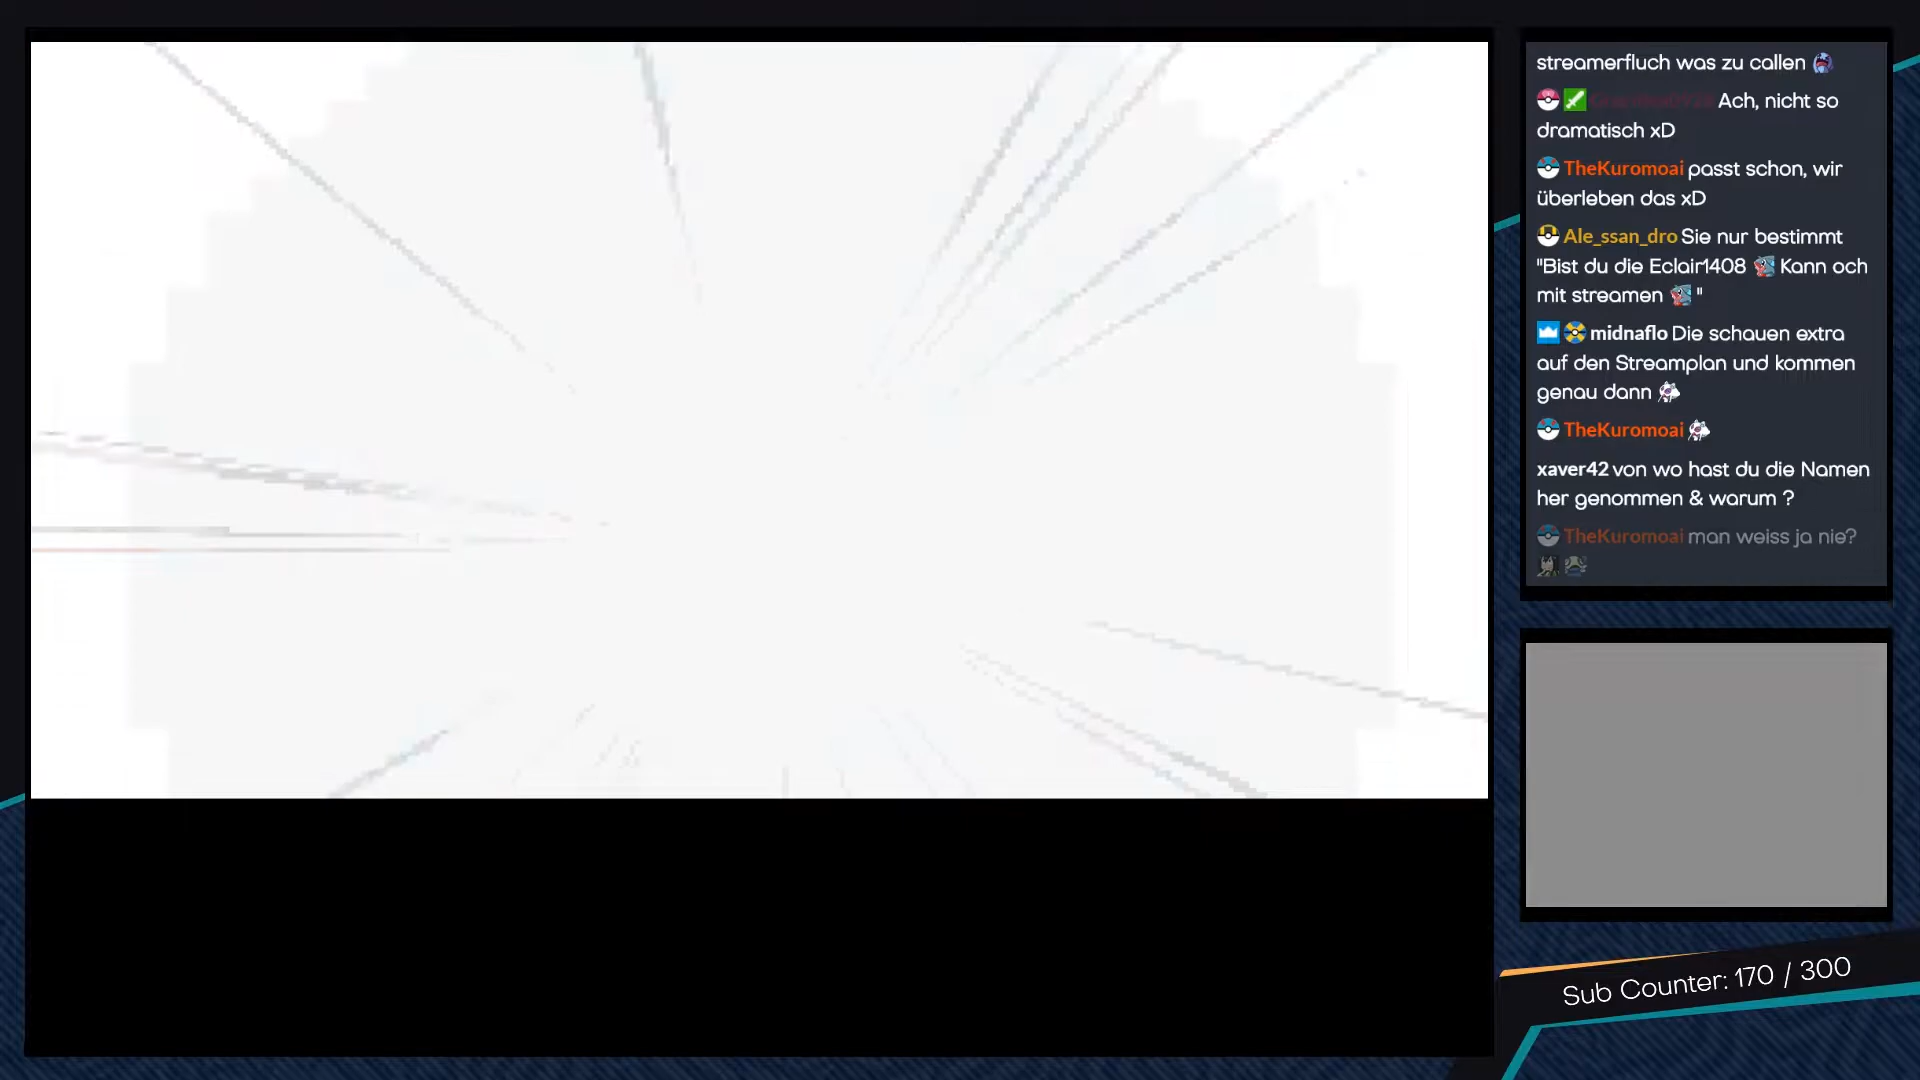 streamerfluch was zu callen
Ach, nicht so
dramatisch xD
TheKuromoai passt schon, wir
überleben das xD
Ale_ssan_dro Sie nur bestimmt
"Bist du die Eclair1408 Kann och
mit streamen "
midnaflo Die schauen extra
auf den Streamplan und kommen
genau dann
TheKuromoai
xaver42 von wo hast du die Namen
her genommen & warum ?
TheKuromoai man weiss ja nie?
Sub Counter: 170 / 300